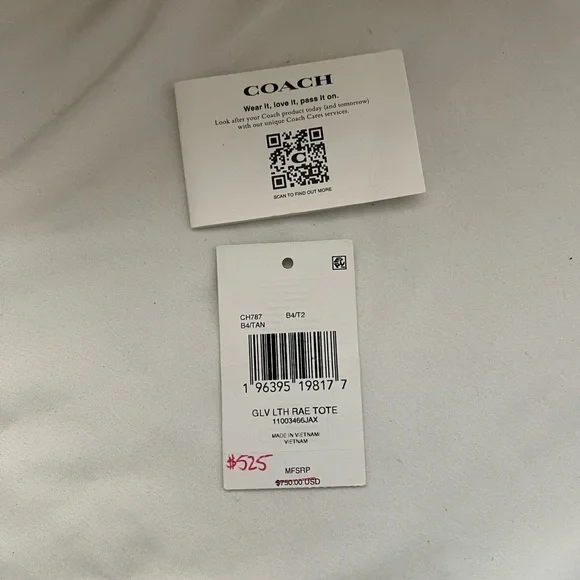 COACH
Wear it, love it, pass it on.
Look after your Coach product today (and tomorrow)
with our unique Coach Cares services.
SCAN TO FIND OUT MORE
CH787 B4/T2
B4/TAN
1 96395 19817 7
GLV LTH RAE TOTE
11003466JAX
MADE IN VIETNAM/
VIETNAM
$525
MFSRP
$750.00 USD